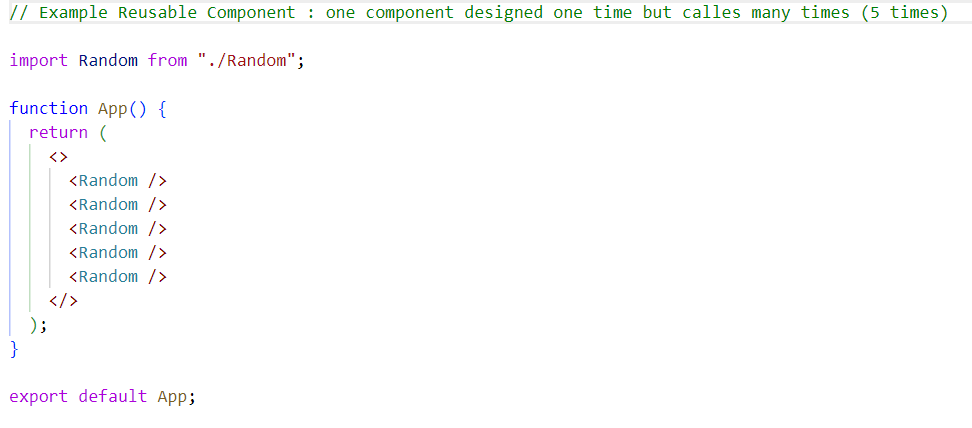 // Example Reusable Component : one component designed one time but calles many times (5 times)
import Random from "./Random";
function App() {
return (
<>
<Random />
<Random />
<Random />
<Random />
<Random />
</>
);
}
export default App;